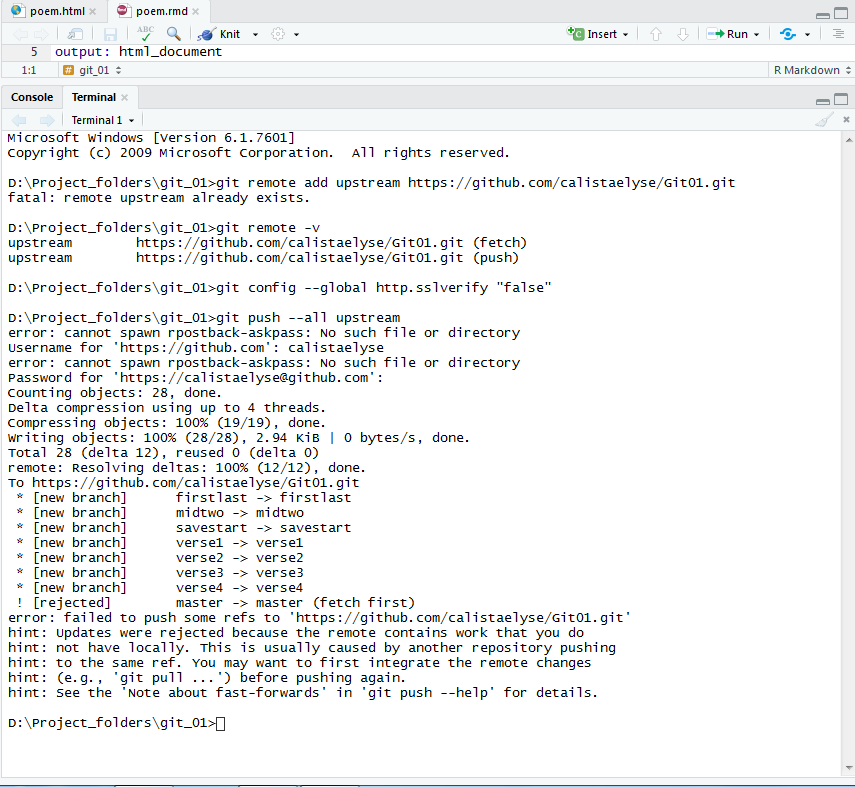 poem.html
poem.rmd
ABC
Knit
Insert
Run
5 output: html_document
1:1 # git_01 R Markdown
Console Terminal
Terminal 1
Microsoft Windows [Version 6.1.7601]
Copyright (c) 2009 Microsoft Corporation.  All rights reserved.
D:\Project_folders\git_01>git remote add upstream https://github.com/calistaelyse/Git01.git
fatal: remote upstream already exists.
D:\Project_folders\git_01>git remote -v
upstream        https://github.com/calistaelyse/Git01.git (fetch)
upstream        https://github.com/calistaelyse/Git01.git (push)
D:\Project_folders\git_01>git config --global http.sslverify "false"
D:\Project_folders\git_01>git push --all upstream
error: cannot spawn rpostback-askpass: No such file or directory
Username for 'https://github.com': calistaelyse
error: cannot spawn rpostback-askpass: No such file or directory
Password for 'https://calistaelyse@github.com':
Counting objects: 28, done.
Delta compression using up to 4 threads.
Compressing objects: 100% (19/19), done.
Writing objects: 100% (28/28), 2.94 KiB | 0 bytes/s, done.
Total 28 (delta 12), reused 0 (delta 0)
remote: Resolving deltas: 100% (12/12), done.
To https://github.com/calistaelyse/Git01.git
 * [new branch]      firstlast -> firstlast
 * [new branch]      midtwo -> midtwo
 * [new branch]      savestart -> savestart
 * [new branch]      verse1 -> verse1
 * [new branch]      verse2 -> verse2
 * [new branch]      verse3 -> verse3
 * [new branch]      verse4 -> verse4
 ! [rejected]        master -> master (fetch first)
error: failed to push some refs to 'https://github.com/calistaelyse/Git01.git'
hint: Updates were rejected because the remote contains work that you do
hint: not have locally. This is usually caused by another repository pushing
hint: to the same ref. You may want to first integrate the remote changes
hint: (e.g., 'git pull ...') before pushing again.
hint: See the 'Note about fast-forwards' in 'git push --help' for details.
D:\Project_folders\git_01>